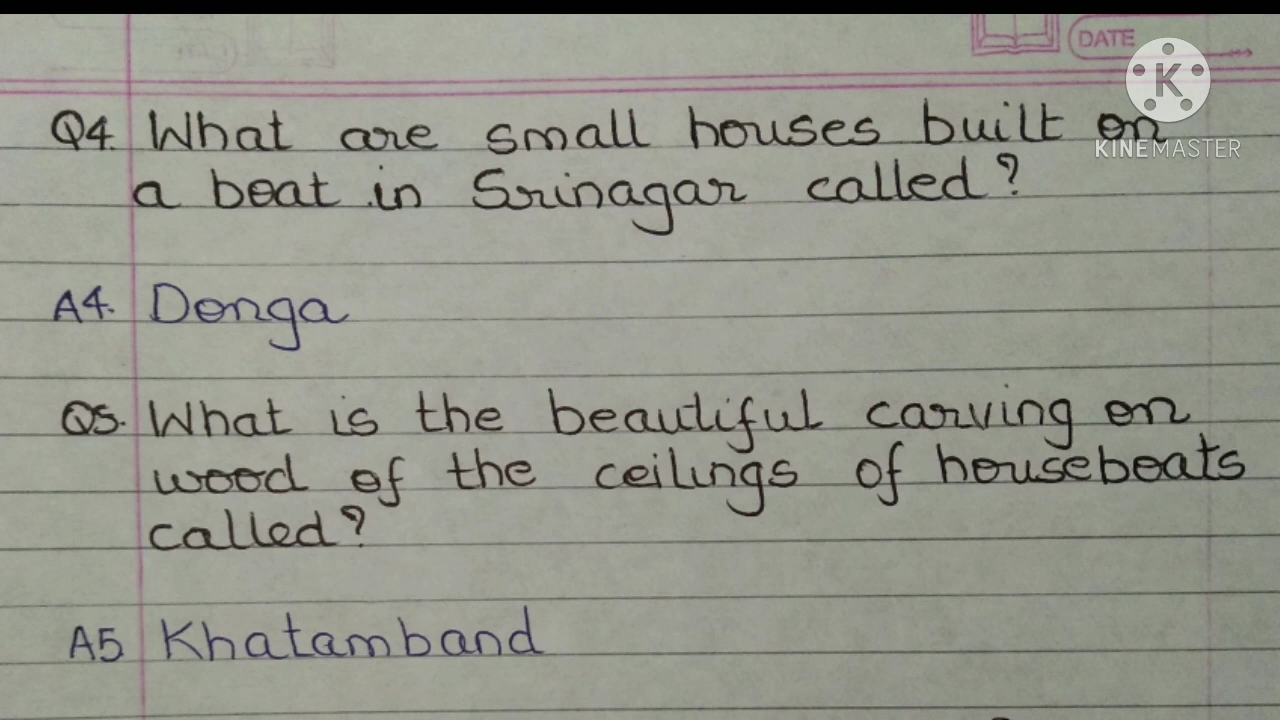 DATE
K
KINEMASTER
Q4. What are small houses built on
a boat in Srinagar called?
A4. Donga
Q5. What is the beautiful carving on
wood of the ceilings of houseboats
called?
A5 Khatamband